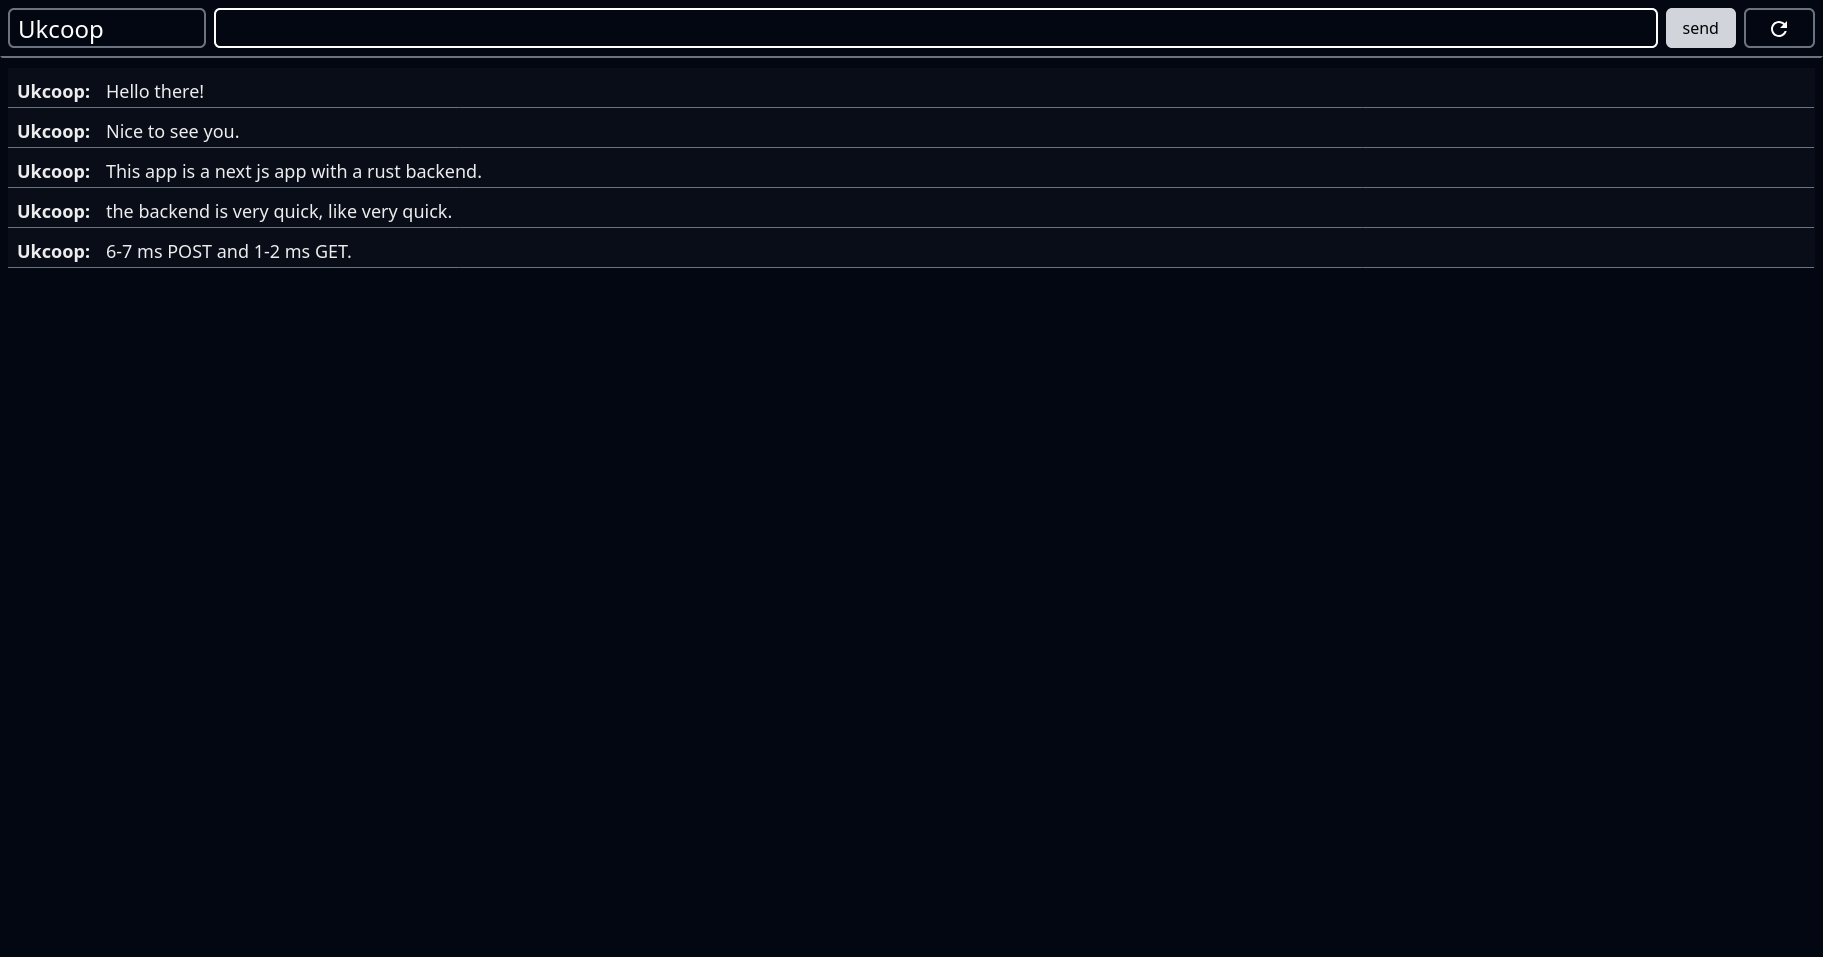 Ukcoop
send
Ukcoop: Hello there!
Ukcoop: Nice to see you.
Ukcoop: This app is a next js app with a rust backend.
Ukcoop: the backend is very quick, like very quick.
Ukcoop: 6-7 ms POST and 1-2 ms GET.